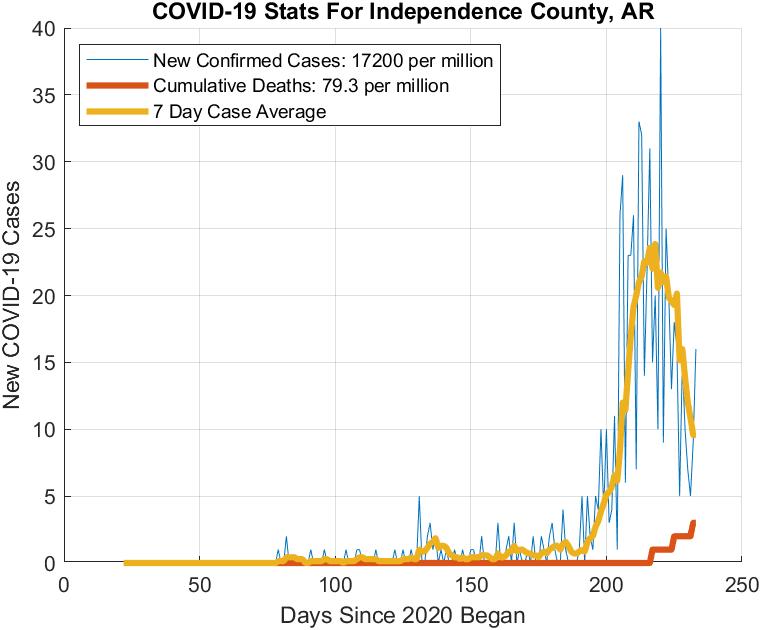 COVID-19 Stats For Independence County, AR
New Confirmed Cases: 17200 per million
Cumulative Deaths: 79.3 per million
7 Day Case Average
New COVID-19 Cases
40
35
30
25
20
15
10
5
0
0 50 100 150 200 250
Days Since 2020 Began